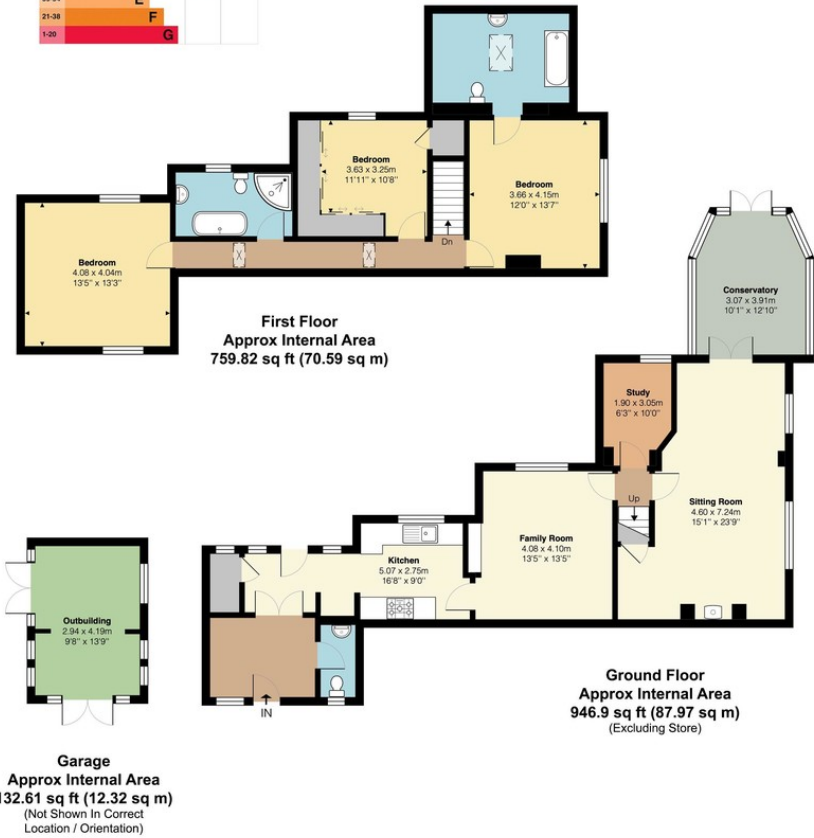 21-38
F
1-20
G
Bedroom
3.63 x 3.25m
11'11" x 10'8"
Bedroom
3.66 x 4.15m
12'0" x 13'7"
Dn
Bedroom
4.08 x 4.04m
13'5" x 13'3"
First Floor
Approx Internal Area
759.82 sq ft (70.59 sq m)
Conservatory
3.07 x 3.91m
10'1" x 12'10"
Study
1.90 x 3.05m
6'3" x 10'0"
Up
Sitting Room
4.60 x 7.24m
15'1" x 23'9"
Family Room
4.08 x 4.10m
13'5" x 13'5"
Kitchen
5.07 x 2.75m
16'8" x 9'0"
IN
Outbuilding
2.94 x 4.19m
9'8" x 13'9"
Ground Floor
Approx Internal Area
946.9 sq ft (87.97 sq m)
(Excluding Store)
Garage
Approx Internal Area
132.61 sq ft (12.32 sq m)
(Not Shown In Correct
Location / Orientation)